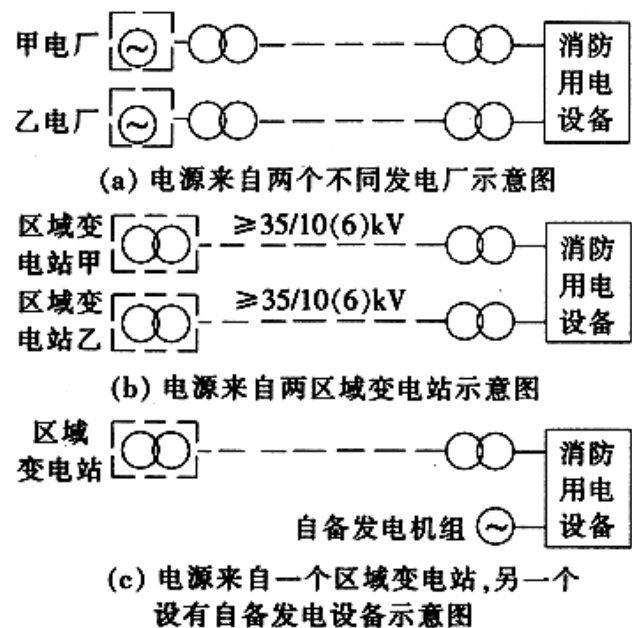 甲电厂
消防
用电
设备
乙电厂
(a) 电源来自两个不同发电厂示意图
区域变
电站甲
≥35/10(6)kV
消防
用电
设备
区域变
电站乙
≥35/10(6)kV
(b) 电源来自两区域变电站示意图
区域
变电站
消防
用电
设备
自备发电机组
(c) 电源来自一个区域变电站,另一个
设有自备发电设备示意图